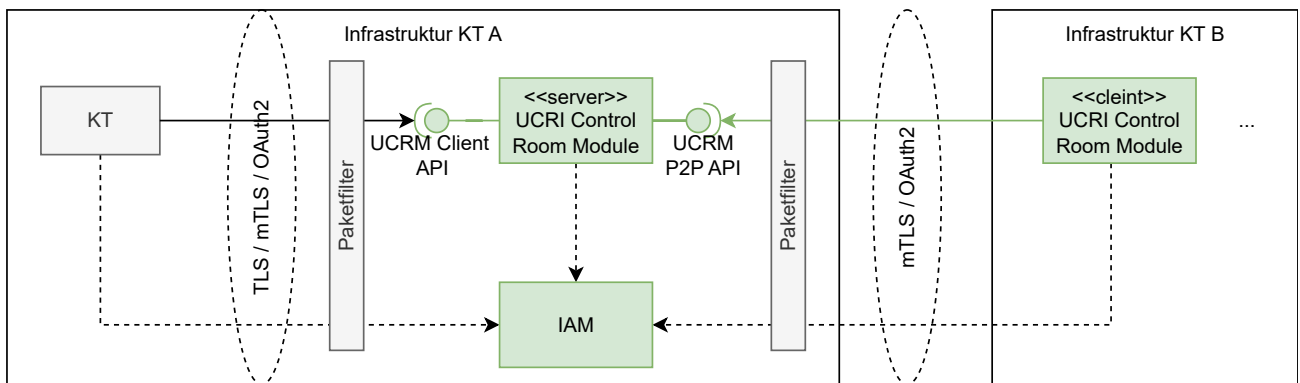 Infrastruktur KT A
Infrastruktur KT B
KT
TLS / mTLS / OAuth2
Paketfilter
UCRM Client
API
<<server>>
UCRI Control
Room Module
UCRM
P2P API
Paketfilter
mTLS / OAuth2
<<cleint>>
UCRI Control
Room Module
...
IAM